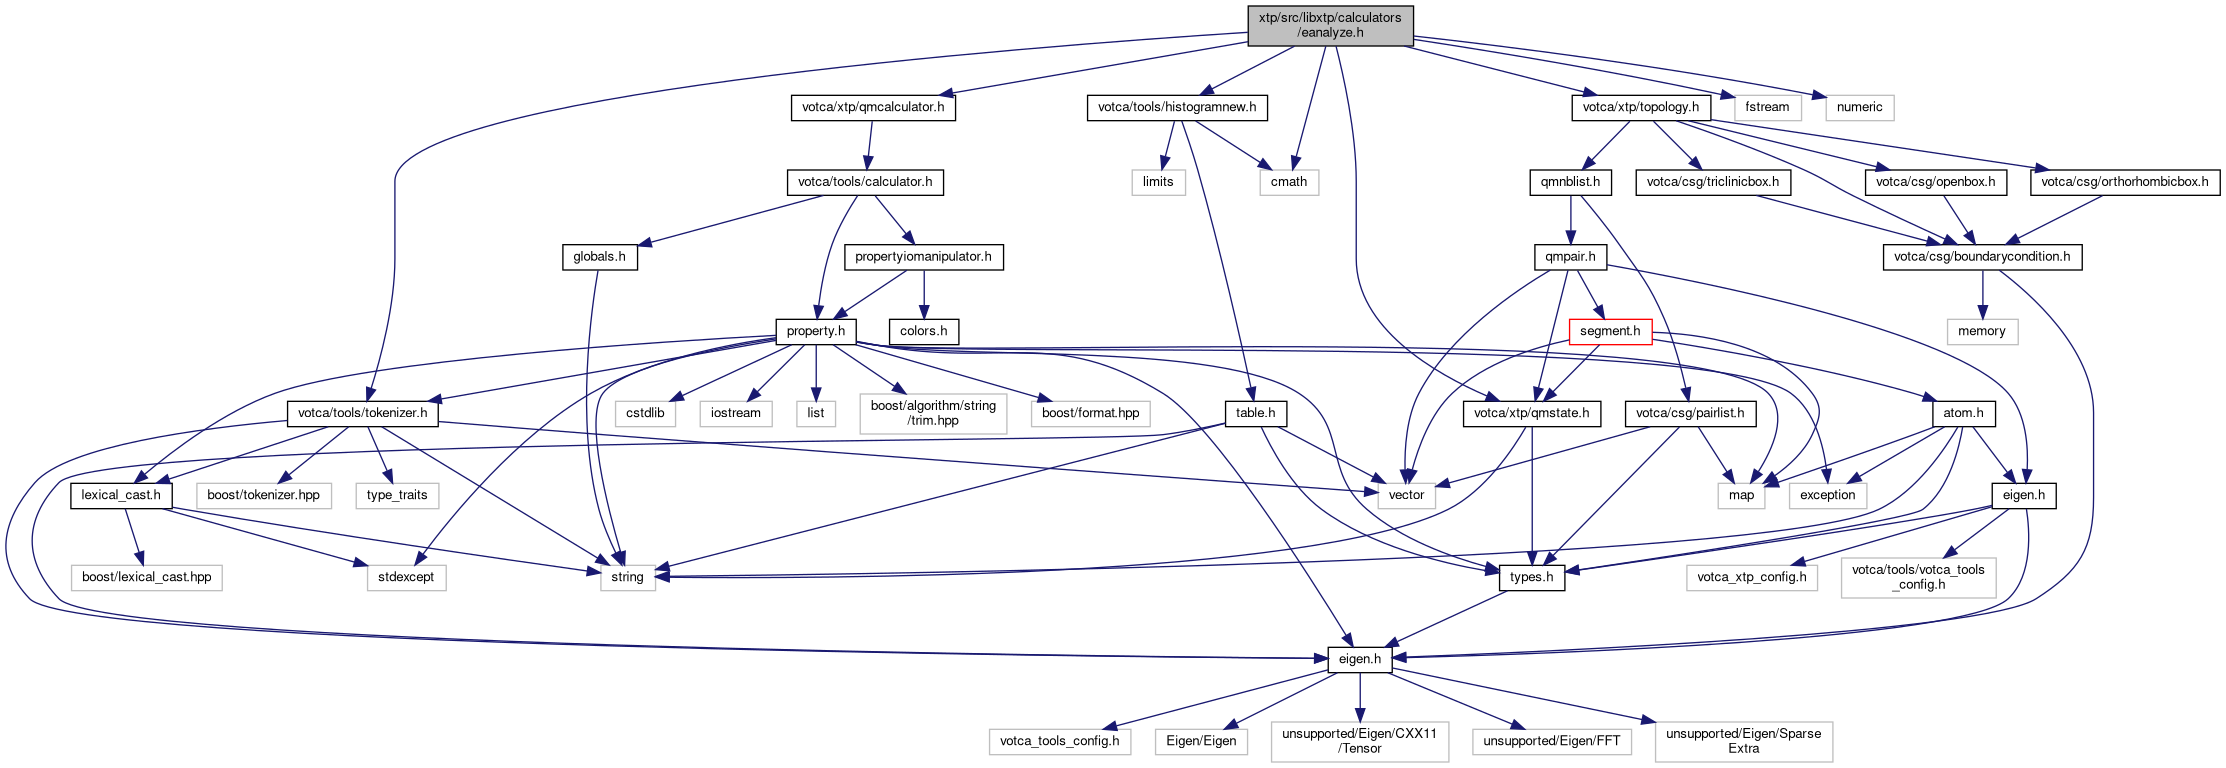 xtp/src/libxtp/calculators
/eanalyze.h
votca/xtp/qmcalculator.h
votca/tools/histogramnew.h
votca/xtp/topology.h
fstream
numeric
votca/tools/calculator.h
limits
cmath
qmnblist.h
votca/csg/triclinicbox.h
votca/csg/openbox.h
votca/csg/orthorhombicbox.h
globals.h
propertyiomanipulator.h
qmpair.h
votca/csg/boundarycondition.h
property.h
colors.h
segment.h
memory
votca/tools/tokenizer.h
cstdlib
iostream
list
boost/algorithm/string
/trim.hpp
boost/format.hpp
table.h
votca/xtp/qmstate.h
votca/csg/pairlist.h
atom.h
lexical_cast.h
boost/tokenizer.hpp
type_traits
vector
map
exception
eigen.h
boost/lexical_cast.hpp
stdexcept
string
types.h
votca_xtp_config.h
votca/tools/votca_tools
_config.h
eigen.h
votca_tools_config.h
Eigen/Eigen
unsupported/Eigen/CXX11
/Tensor
unsupported/Eigen/FFT
unsupported/Eigen/Sparse
Extra